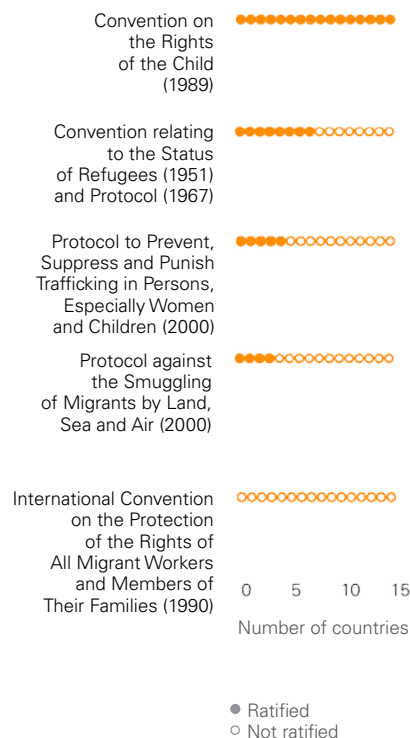 Convention on
the Rights
of the Child
(1989)
Convention relating
to the Status
of Refugees (1951)
and Protocol (1967)
Protocol to Prevent,
Suppress and Punish
Trafficking in Persons,
Especially Women
and Children (2000)
Protocol against
the Smuggling
of Migrants by Land,
Sea and Air (2000)
International Convention
on the Protection
of the Rights of
All Migrant Workers
and Members of
Their Families (1990)
0 5 10 15
Number of countries
Ratified
Not ratified